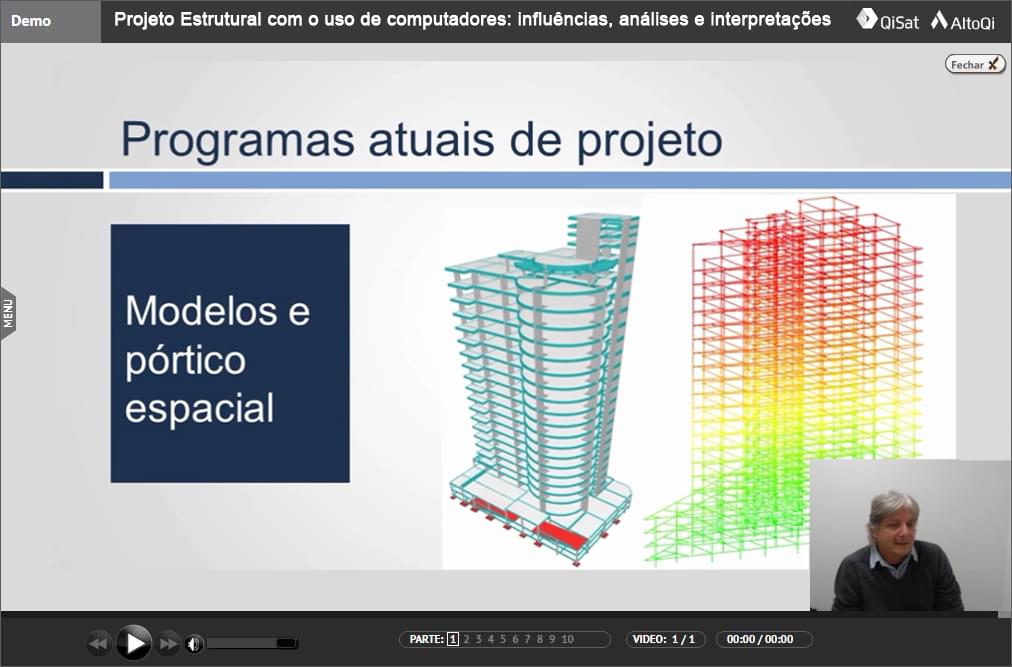 Demo
Projeto Estrutural com o uso de computadores: influências, análises e interpretações
QiSat
AltoQi
Fechar
Programas atuais de projeto
MENU
Modelos e
pórtico
espacial
PARTE: 1 2 3 4 5 6 7 8 9 10
VIDEO: 1 / 1
00:00 / 00:00